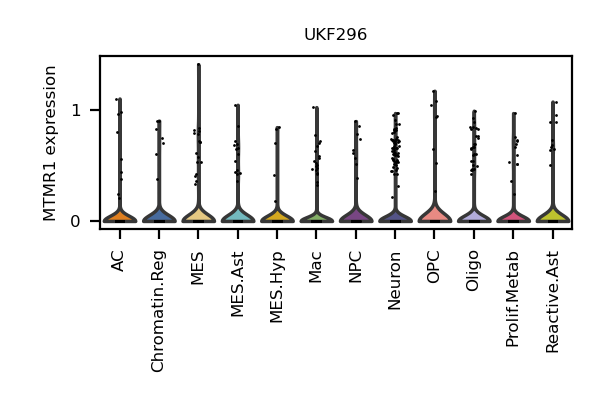 UKF296
MTMR1 expression
1
0
AC
Chromatin.Reg
MES
MES.Ast
MES.Hyp
Mac
NPC
Neuron
OPC
Oligo
Prolif.Metab
Reactive.Ast